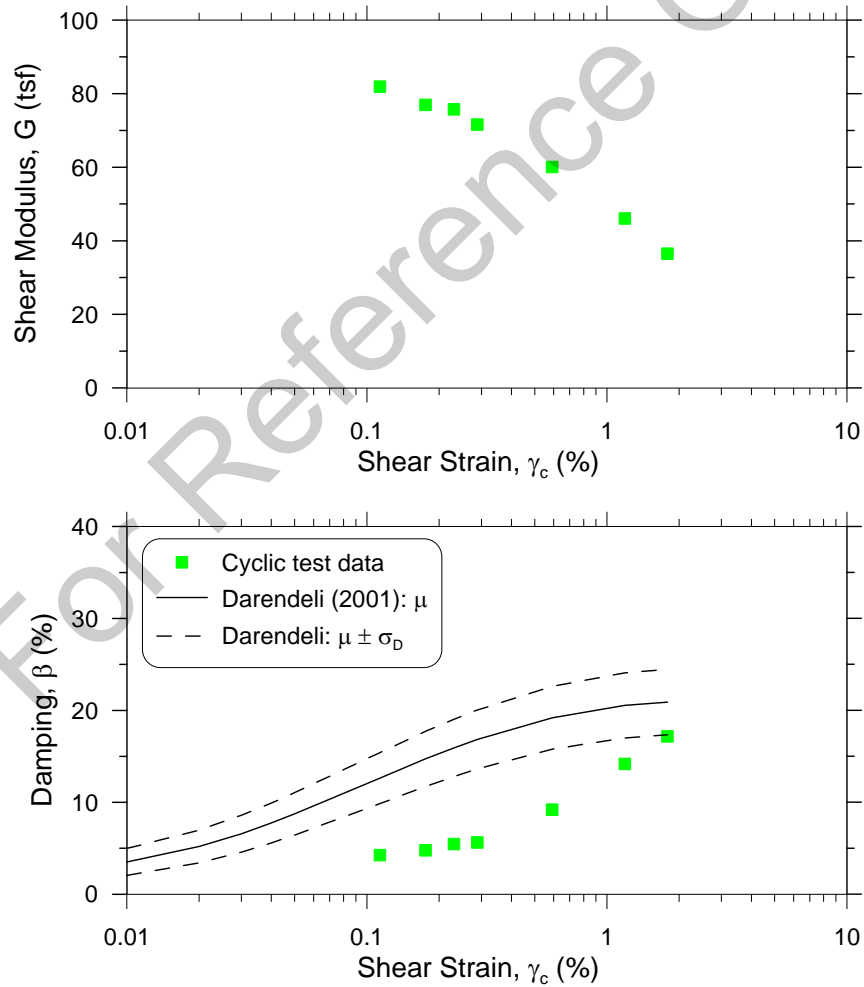 100
80
60
40
20
0
Shear Modulus, G (tsf)
0.01
0.1
1
10
Shear Strain, γc (%)
40
30
20
10
0
Damping, β (%)
Cyclic test data
Darendeli (2001): μ
Darendeli: μ ± σD
0.01
0.1
1
10
Shear Strain, γc (%)
For Reference